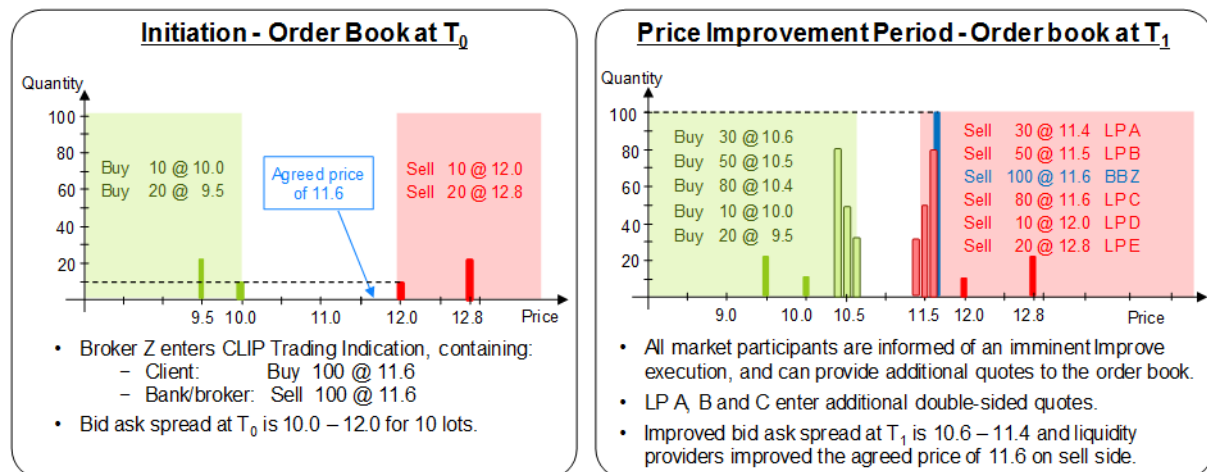 Initiation - Order Book at T0
Quantity
100
80
60
40
20
Buy 10 @ 10.0
Buy 20 @ 9.5
Agreed price
of 11.6
Sell 10 @ 12.0
Sell 20 @ 12.8
9.5 10.0 11.0 12.0 12.8 Price
• Broker Z enters CLIP Trading Indication, containing:
– Client: Buy 100 @ 11.6
– Bank/broker: Sell 100 @ 11.6
• Bid ask spread at T0 is 10.0 – 12.0 for 10 lots.
Price Improvement Period - Order book at T1
Quantity
100
80
60
40
20
Buy 30 @ 10.6
Buy 50 @ 10.5
Buy 80 @ 10.4
Buy 10 @ 10.0
Buy 20 @ 9.5
Sell 30 @ 11.4 LP A
Sell 50 @ 11.5 LP B
Sell 100 @ 11.6 BBZ
Sell 80 @ 11.6 LP C
Sell 10 @ 12.0 LP D
Sell 20 @ 12.8 LP E
9.0 10.0 10.5 11.5 12.0 12.8 Price
• All market participants are informed of an imminent Improve
execution, and can provide additional quotes to the order book.
• LP A, B and C enter additional double-sided quotes.
• Improved bid ask spread at T1 is 10.6 – 11.4 and liquidity
providers improved the agreed price of 11.6 on sell side.